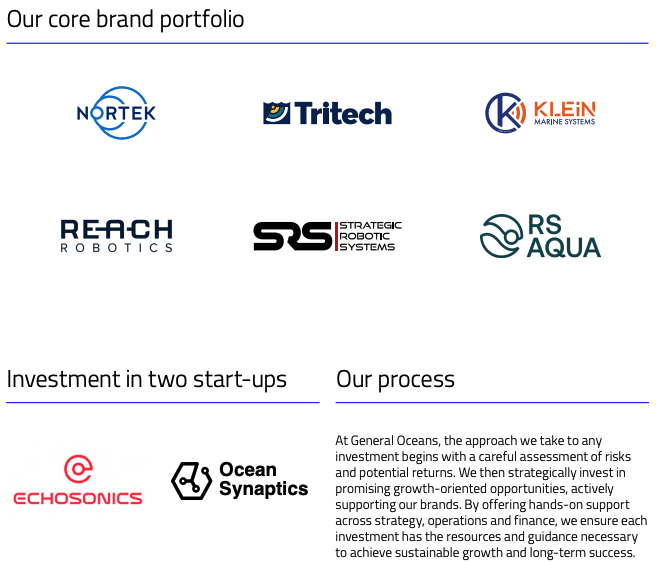 Our core brand portfolio
NORTEK
Tritech
KLEiN
MARINE SYSTEMS
REACH
ROBOTICS
SRS
STRATEGIC
ROBOTIC
SYSTEMS
RS
AQUA
Investment in two start-ups
ECHOSONICS
Ocean
Synaptics
Our process
At General Oceans, the approach we take to any
investment begins with a careful assessment of risks
and potential returns. We then strategically invest in
promising growth-oriented opportunities, actively
supporting our brands. By offering hands-on support
across strategy, operations and finance, we ensure each
investment has the resources and guidance necessary
to achieve sustainable growth and long-term success.